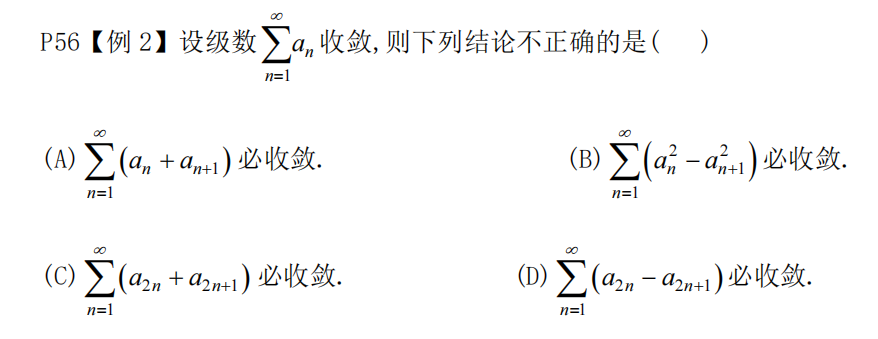 P56【例 2】设级数 $\sum_{n=1}^{\infty} a_n$ 收敛,则下列结论不正确的是( )
(A) $\sum_{n=1}^{\infty} (a_n + a_{n+1})$ 必收敛. (B) $\sum_{n=1}^{\infty} (a_n^2 - a_{n+1}^2)$ 必收敛.
(C) $\sum_{n=1}^{\infty} (a_{2n} + a_{2n+1})$ 必收敛. (D) $\sum_{n=1}^{\infty} (a_{2n} - a_{2n+1})$ 必收敛.